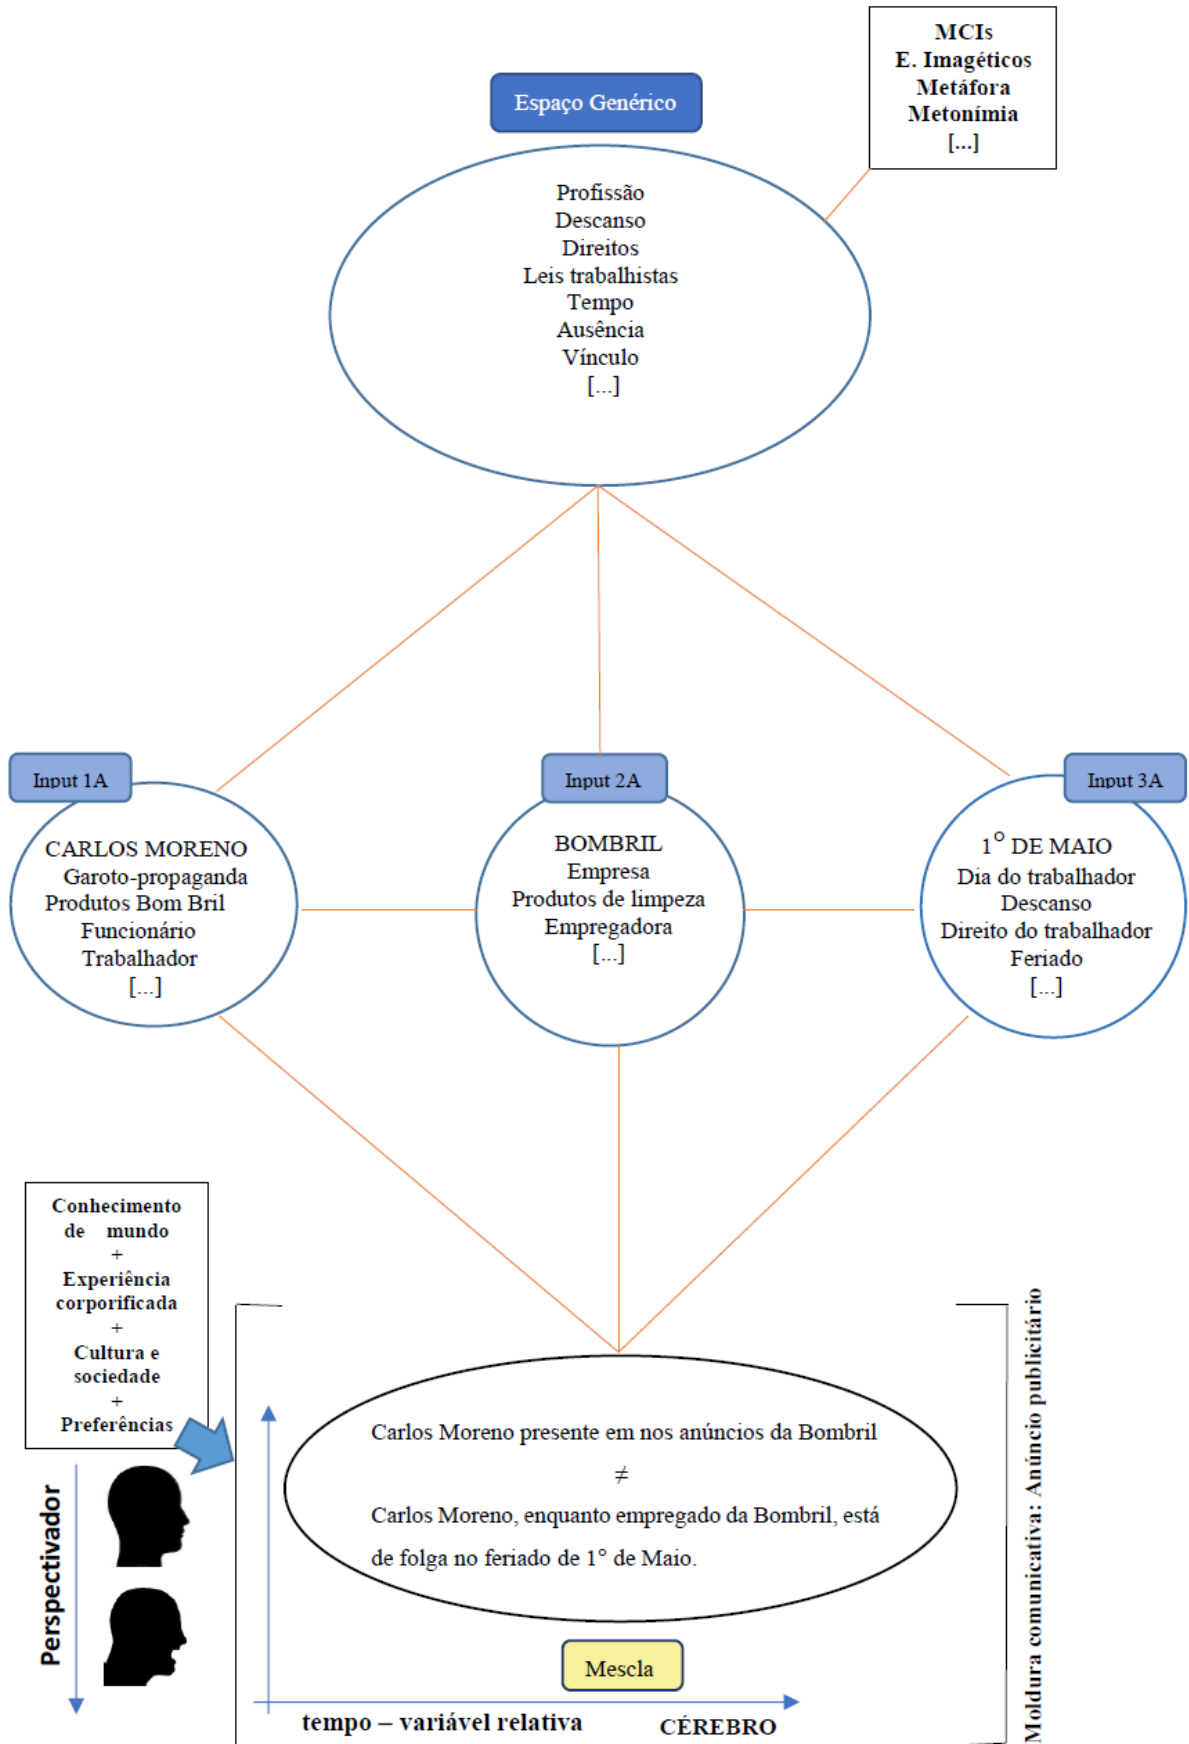 MCIs
E. Imagéticos
Metáfora
Metonímia
[...]
Espaço Genérico
Profissão
Descanso
Direitos
Leis trabalhistas
Tempo
Ausência
Vínculo
[...]
Input 1A
CARLOS MORENO
Garoto-propaganda
Produtos Bom Bril
Funcionário
Trabalhador
[...]
Input 2A
BOMBRIL
Empresa
Produtos de limpeza
Empregadora
[...]
Input 3A
1º DE MAIO
Dia do trabalhador
Descanso
Direito do trabalhador
Feriado
[...]
Conhecimento
de mundo
+
Experiência
corporificada
+
Cultura e
sociedade
+
Preferências
Perspectivador
Carlos Moreno presente em nos anúncios da Bombril
≠
Carlos Moreno, enquanto empregado da Bombril, está
de folga no feriado de 1° de Maio.
Mescla
tempo – variável relativa
CÉREBRO
Moldura comunicativa: Anúncio publicitário